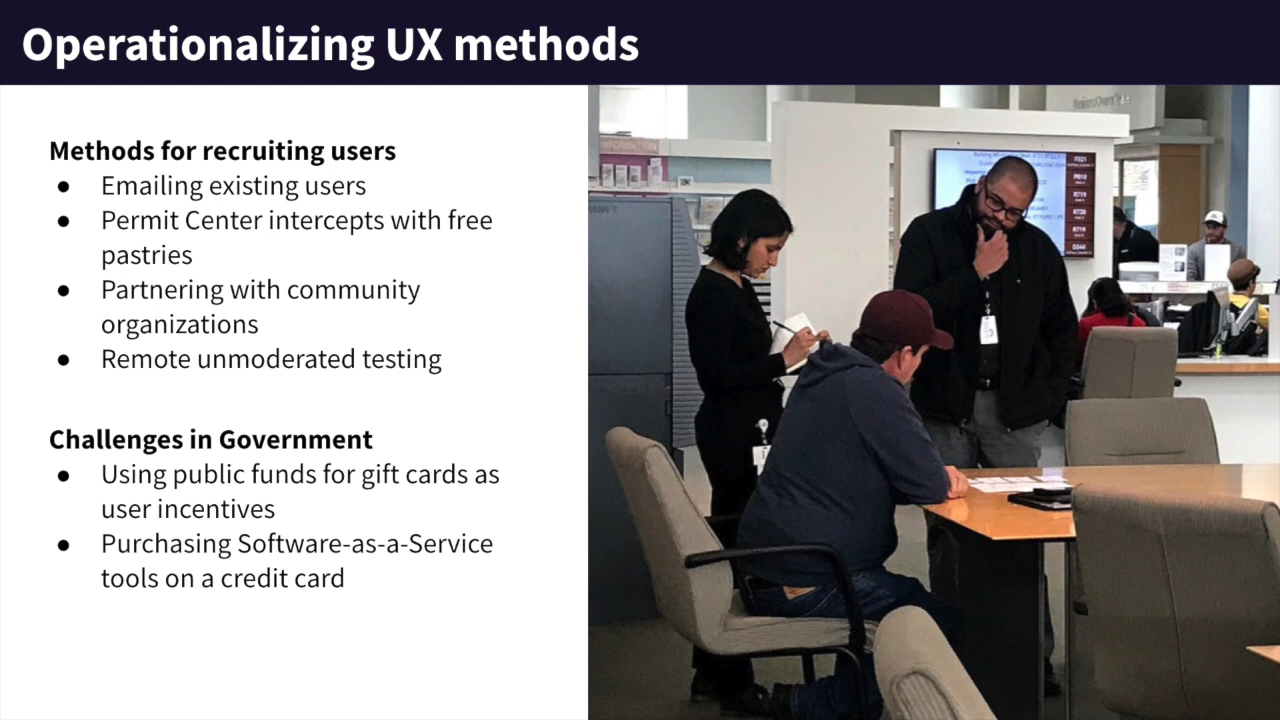 Operationalizing UX methods
Methods for recruiting users
● Emailing existing users
● Permit Center intercepts with free
pastries
● Partnering with community
organizations
● Remote unmoderated testing
Challenges in Government
● Using public funds for gift cards as
user incentives
● Purchasing Software-as-a-Service
tools on a credit card
INFORMATION